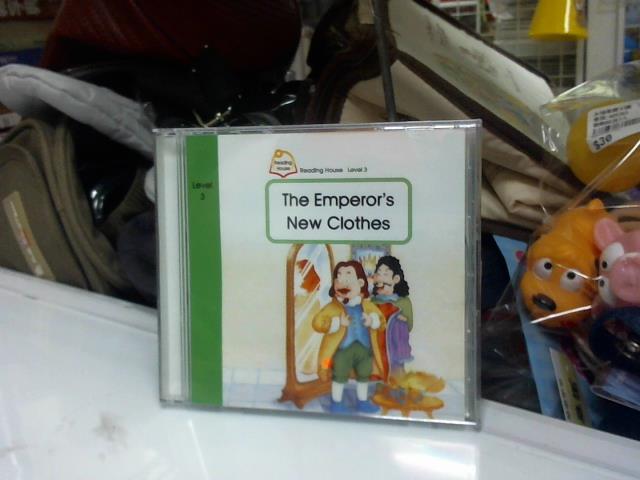 Reading
House
Reading House Level 3
Level
3
The Emperor's
New Clothes
$30